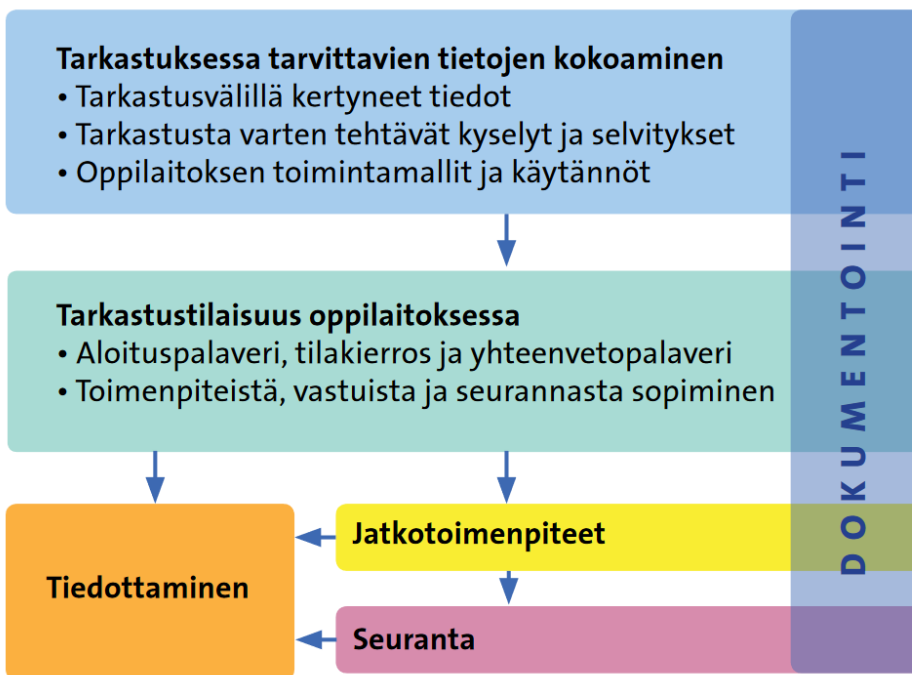 Tarkastuksessa tarvittavien tietojen kokoaminen
• Tarkastusvälillä kertyneet tiedot
• Tarkastusta varten tehtävät kyselyt ja selvitykset
• Oppilaitoksen toimintamallit ja käytännöt
Tarkastustilaisuus oppilaitoksessa
• Aloituspalaveri, tilakierros ja yhteenvetopalaveri
• Toimenpiteistä, vastuista ja seurannasta sopiminen
Jatkotoimenpiteet
Tiedottaminen
Seuranta
DOKUMENTOINTI